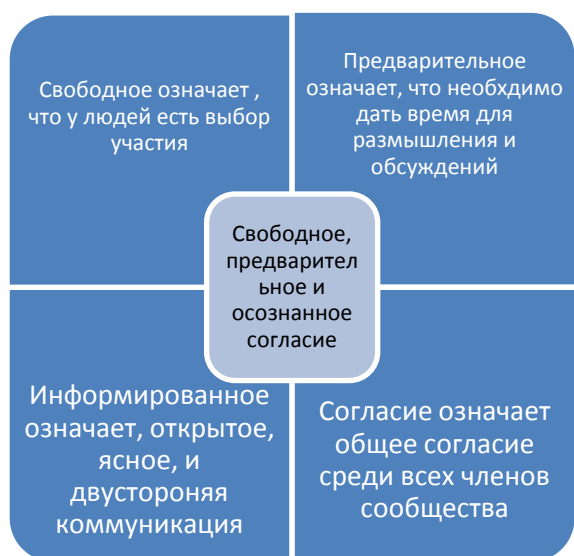 Свободное означает ,
что у людей есть выбор
участия
Предварительное
означает, что необхдимо
дать время для
размышления и
обсуждений
Свободное,
предварител
ьное и
осознанное
согласие
Информированное
означает, открытое,
ясное, и
двустороняя
коммуникация
Согласие означает
общее согласие
среди всех членов
сообщества